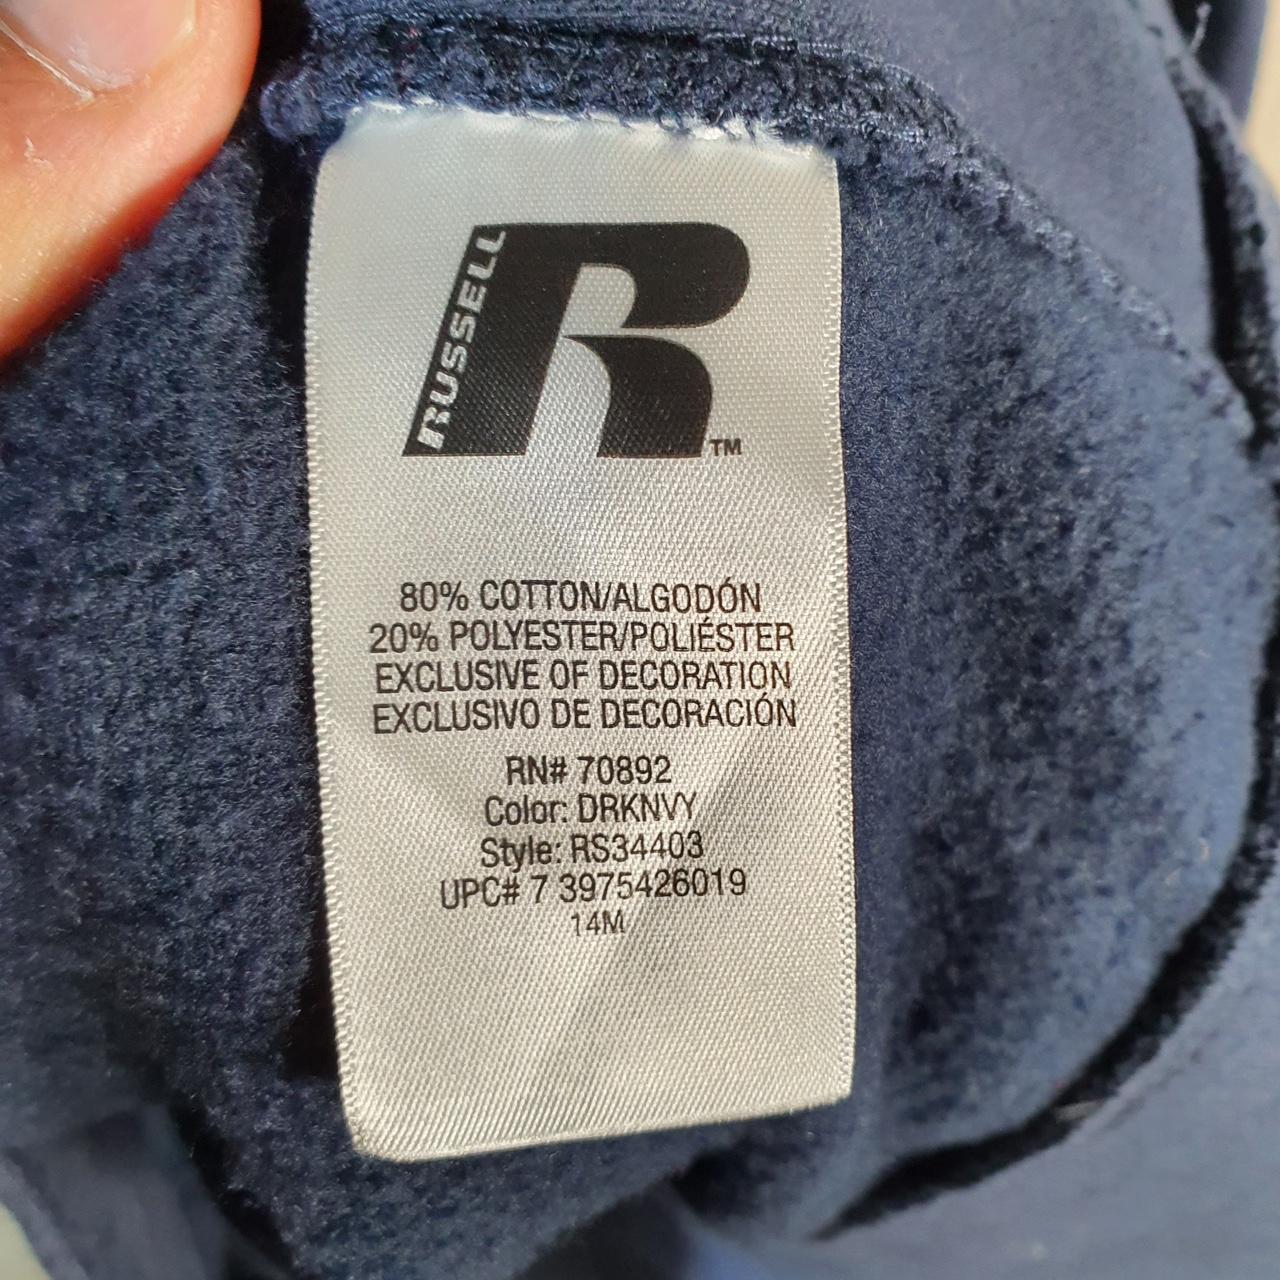 RUSSELL
R
TM
80% COTTON/ALGODÓN
20% POLYESTER/POLIÉSTER
EXCLUSIVE OF DECORATION
EXCLUSIVO DE DECORACIÓN
RN# 70892
Color: DRKNVY
Style: RS34403
UPC# 7 3975426019
14M